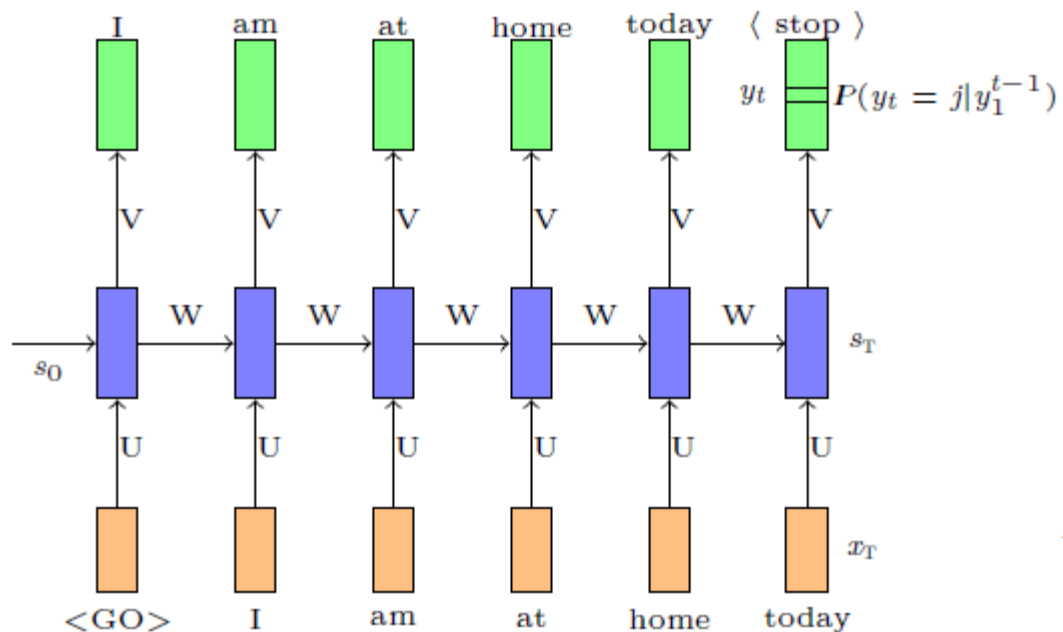 I am at home today ⟨ stop ⟩
y_t P(y_t = j|y_1^{t-1})
V V V V V V
W W W W W
s_0 s_T
U U U U U U
x_T
<GO> I am at home today